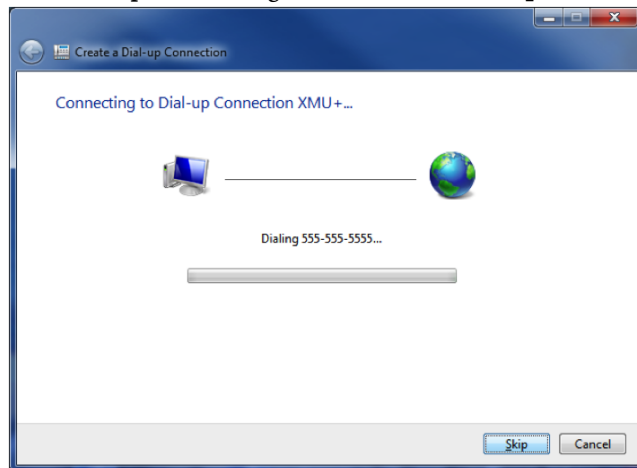 Create a Dial-up Connection
Connecting to Dial-up Connection XMU+...
Dialing 555-555-5555...
Skip
Cancel